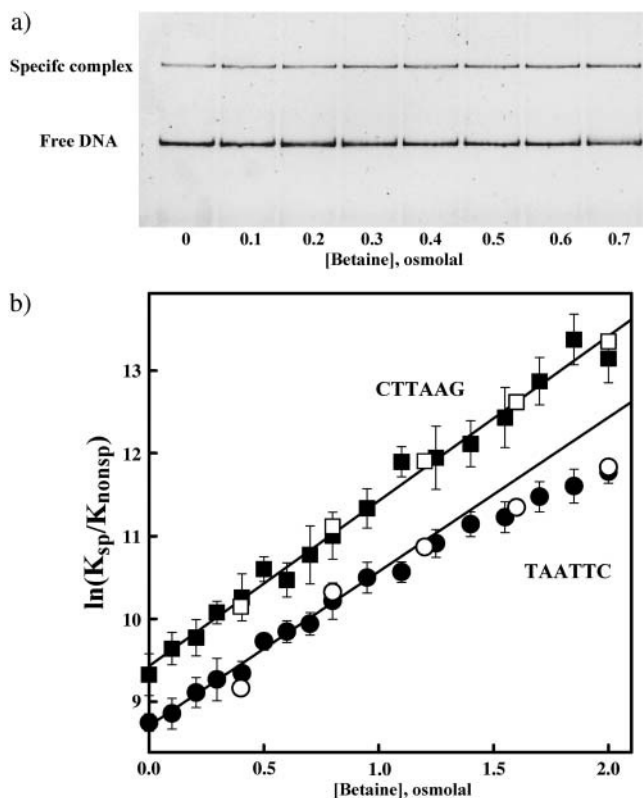 a)
Specifc complex
Free DNA
0 0.1 0.2 0.3 0.4 0.5 0.6 0.7
[Betaine], osmolal
b)
13
CTTAAG
12
ln(Ksp/Knonsp)
11
TAATTC
10
9
0.0 0.5 1.0 1.5 2.0
[Betaine], osmolal